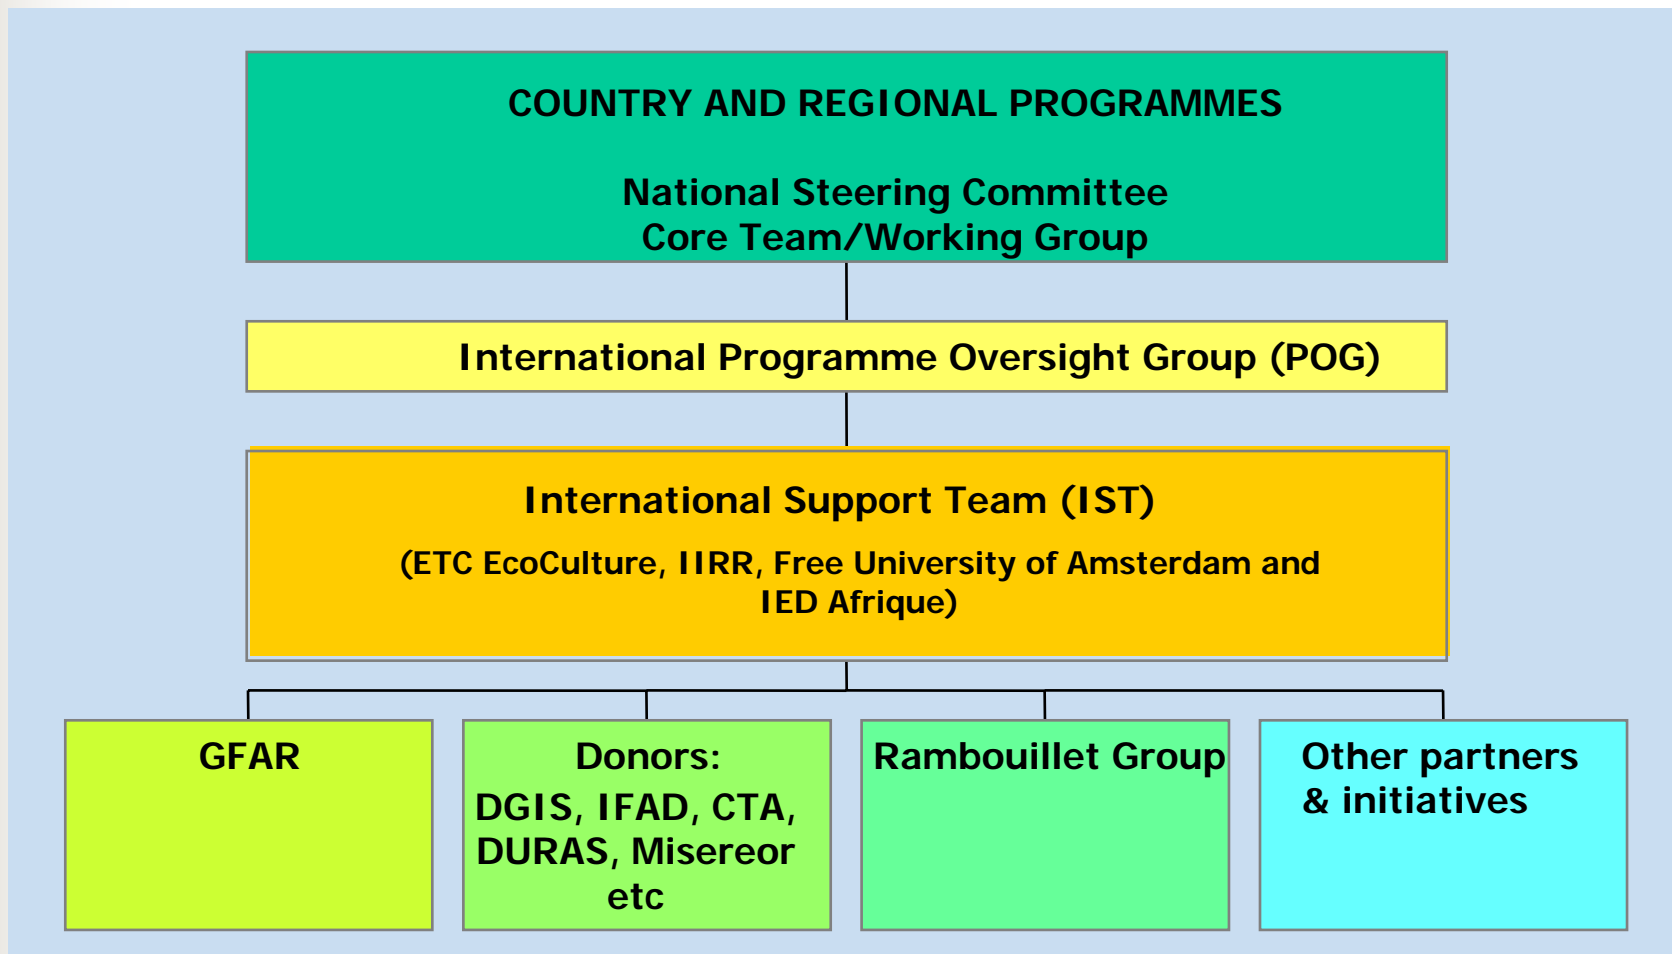 COUNTRY AND REGIONAL PROGRAMMES
National Steering Committee
Core Team/Working Group
International Programme Oversight Group (POG)
International Support Team (IST)
(ETC EcoCulture, IIRR, Free University of Amsterdam and
IED Afrique)
GFAR
Donors:
DGIS, IFAD, CTA,
DURAS, Misereor
etc
Rambouillet Group
Other partners
& initiatives